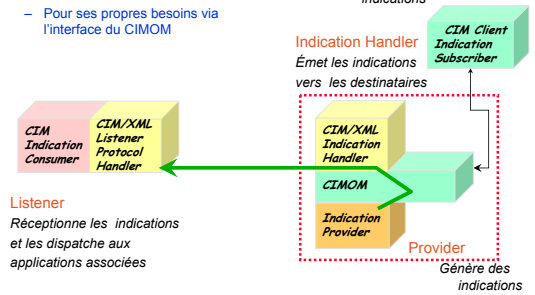 indications
– Pour ses propres besoins via
l'interface du CIMOM
CIM Client
Indication
Subscriber
Indication Handler
Émet les indications
vers les destinataires
CIM
Indication
Consumer
CIM/XML
Listener
Protocol
Handler
CIM/XML
Indication
Handler
CIMOM
Indication
Provider
Listener
Réceptionne les indications
et les dispatche aux
applications associées
Provider
Génère des
indications